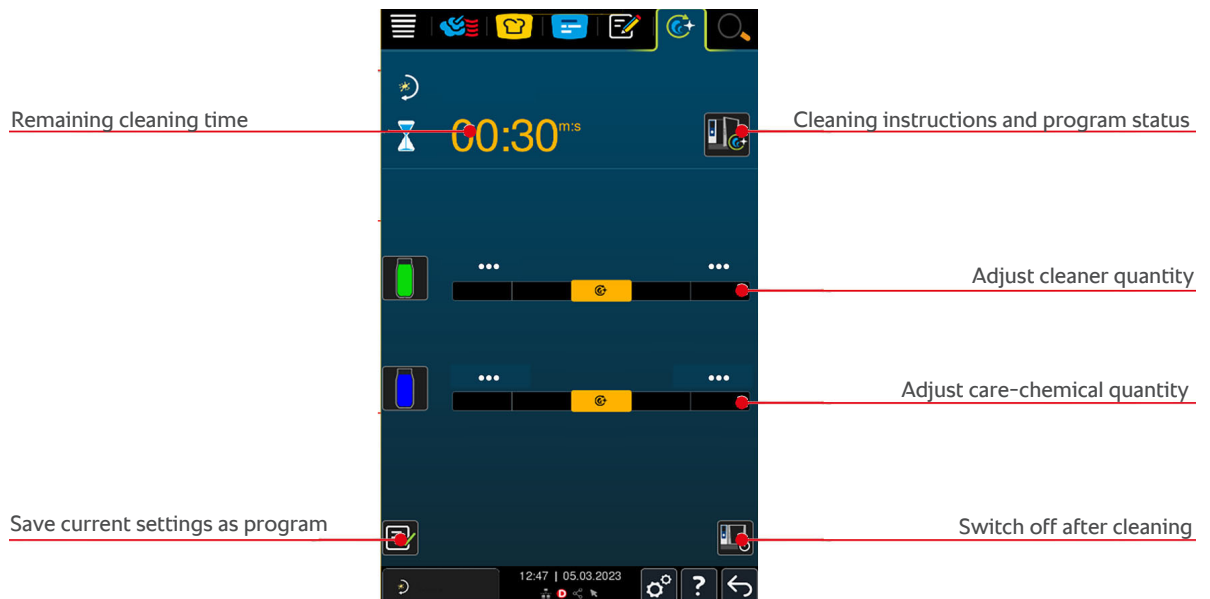 Remaining cleaning time
00:30 m:s
Cleaning instructions and program status
Adjust cleaner quantity
Adjust care-chemical quantity
Save current settings as program
Switch off after cleaning
12:47 | 05.03.2023
D
?